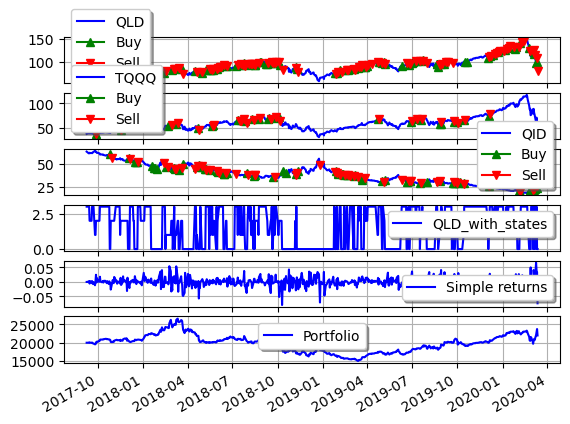 QLD
Buy
Sell
150
100
TQQQ
Buy
Sell
100
50
QID
Buy
Sell
50
25
2.5
0.0
QLD_with_states
0.05
0.00
−0.05
Simple returns
25000
20000
15000
Portfolio
2017-10
2018-01
2018-04
2018-07
2018-10
2019-01
2019-04
2019-07
2019-10
2020-01
2020-04